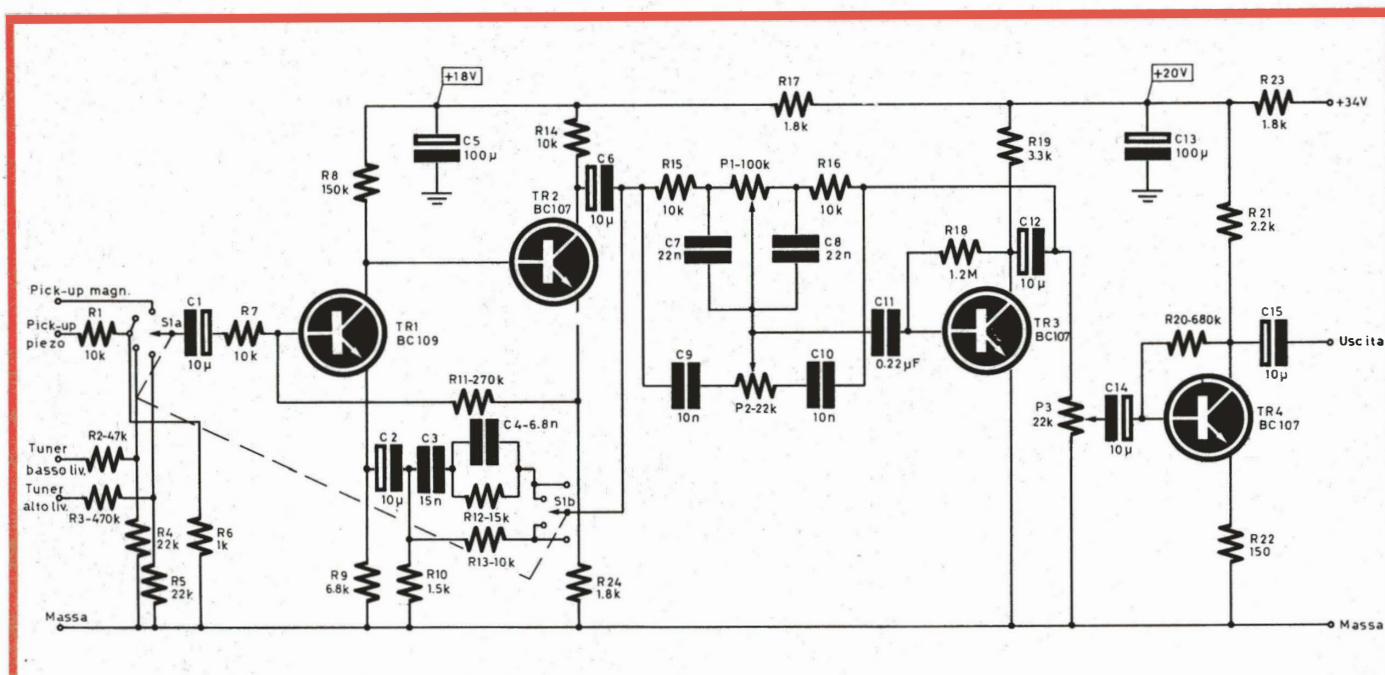 +18V
+20V
R17
1.8k
R23
1.8k
+34V
C5
100µ
R14
10k
C6
10µ
R15
10k
P1-100k
R16
10k
R19
3.3k
C13
100µ
R8
150k
TR2
BC107
C7
22n
C8
22n
R18
1.2M
C12
10µ
R21
2.2k
Pick-up magn.
Pick-up
piezo
R1
10k
S1a
C1
10µ
R7
10k
TR1
BC109
C11
0.22µF
TR3
BC107
R20-680k
C15
10µ
Uscita
R11-270k
C4-6.8n
C9
10n
P2-22k
C10
10n
P3
22k
C14
10µ
TR4
BC107
Tuner
basso liv.
R2-47k
Tuner
alto liv.
R3-470k
C2
10µ
C3
15n
R12-15k
S1b
R13-10k
R4
22k
R5
22k
R6
1k
R9
6.8k
R10
1.5k
R24
1.8k
R22
150
Massa
Massa